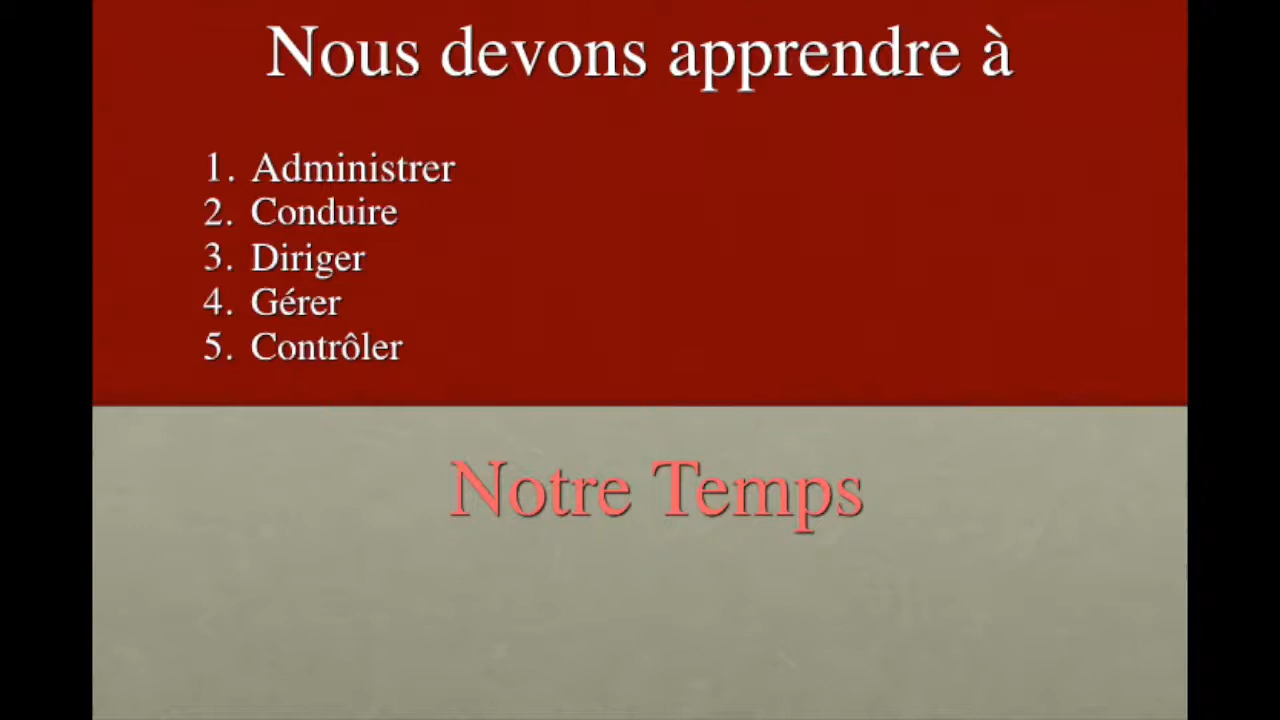 Nous devons apprendre à
1. Administrer
2. Conduire
3. Diriger
4. Gérer
5. Contrôler
Notre Temps